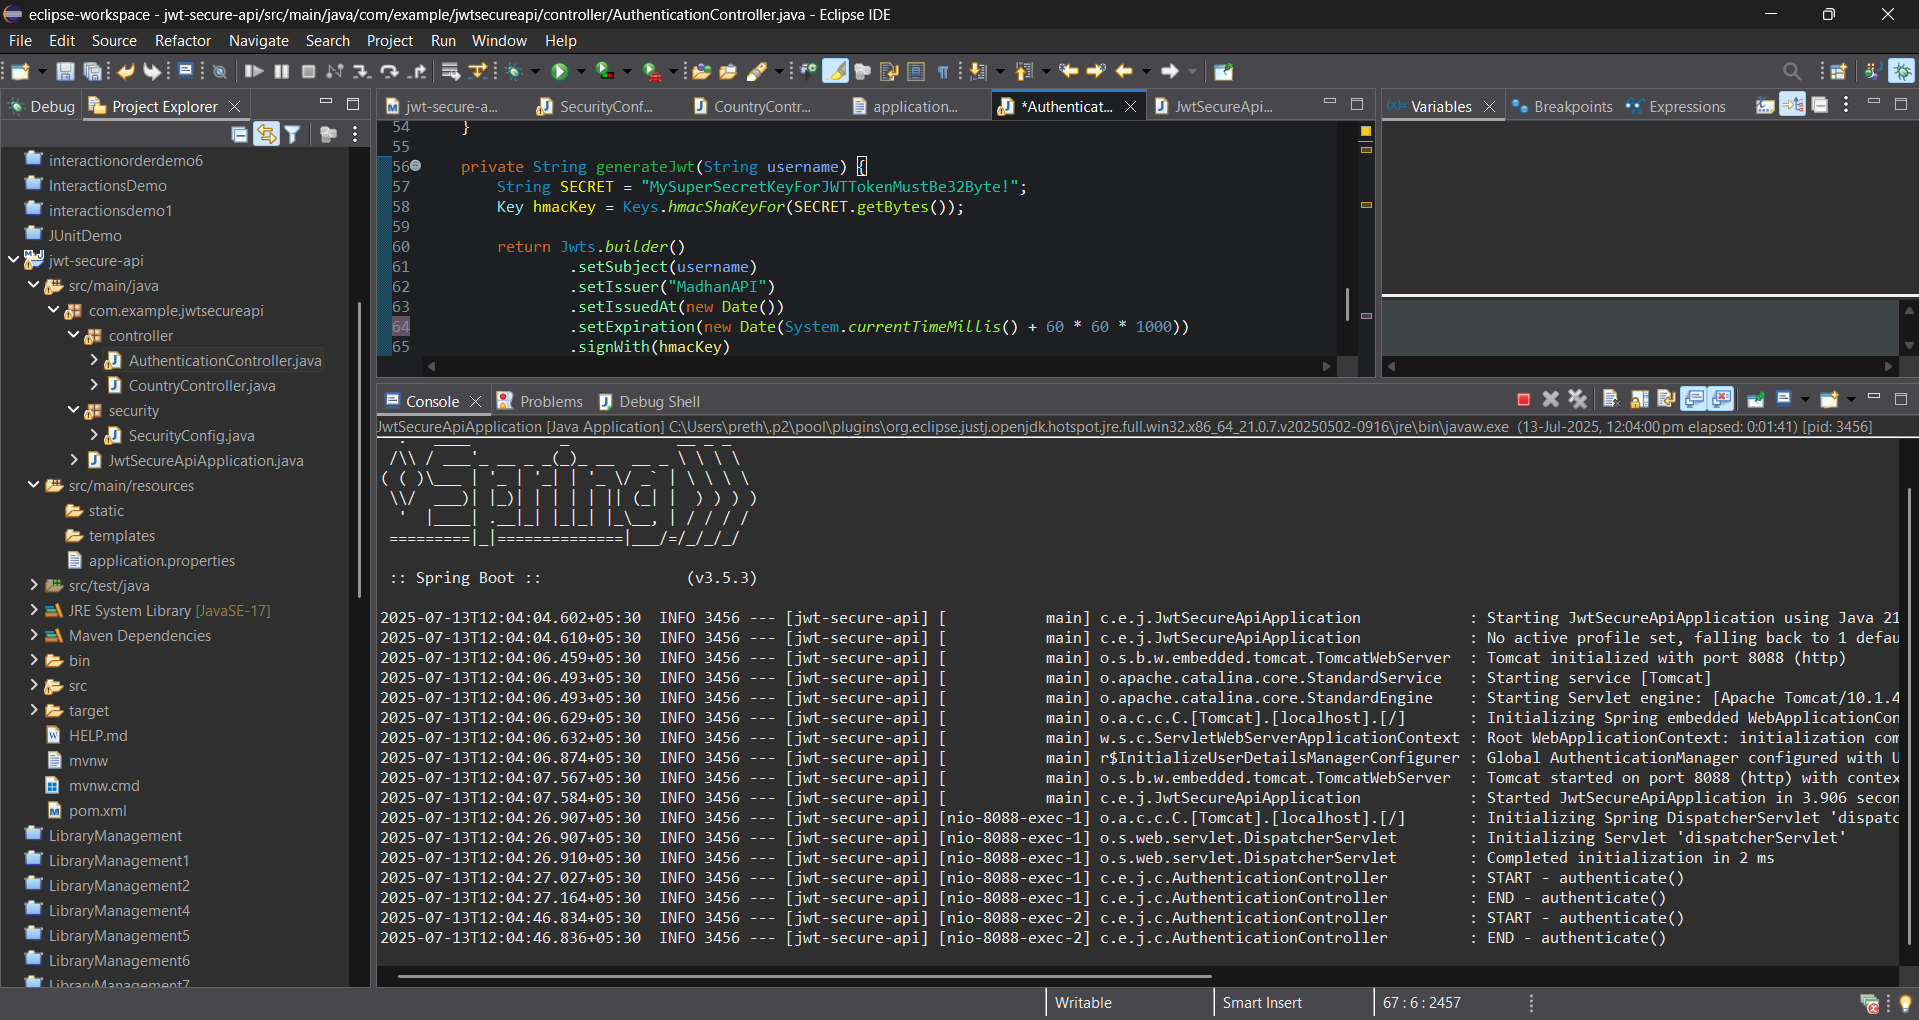 eclipse-workspace - jwt-secure-api/src/main/java/com/example/jwtsecureapi/controller/AuthenticationController.java - Eclipse IDE
File Edit Source Refactor Navigate Search Project Run Window Help
Debug Project Explorer
interactionorderdemo6
InteractionsDemo
interactionsdemo1
JUnitDemo
jwt-secure-api
src/main/java
com.example.jwtsecureapi
controller
AuthenticationController.java
CountryController.java
security
SecurityConfig.java
JwtSecureApiApplication.java
src/main/resources
static
templates
application.properties
src/test/java
JRE System Library [JavaSE-17]
Maven Dependencies
bin
src
target
HELP.md
mvnw
mvnw.cmd
pom.xml
LibraryManagement
LibraryManagement1
LibraryManagement2
LibraryManagement4
LibraryManagement5
LibraryManagement6
LibraryManagement7
jwt-secure-a... SecurityConf... CountryContr... application... *Authenticat... JwtSecureApi...
54 }
55
56 private String generateJwt(String username) {
57 String SECRET = "MySuperSecretKeyForJWTTokenMustBe32Byte!";
58 Key hmacKey = Keys.hmacShaKeyFor(SECRET.getBytes());
59
60 return Jwts.builder()
61 .setSubject(username)
62 .setIssuer("MadhanAPI")
63 .setIssuedAt(new Date())
64 .setExpiration(new Date(System.currentTimeMillis() + 60 * 60 * 1000))
65 .signWith(hmacKey)
Variables Breakpoints Expressions
Console Problems Debug Shell
JwtSecureApiApplication [Java Application] C:\Users\preth\.p2\pool\plugins\org.eclipse.justj.openjdk.hotspot.jre.full.win32.x86_64_21.0.7.v20250502-0916\jre\bin\javaw.exe (13-Jul-2025, 12:04:00 pm elapsed: 0:01:41) [pid: 3456]
:: Spring Boot :: (v3.5.3)
2025-07-13T12:04:04.602+05:30 INFO 3456 --- [jwt-secure-api] [ main] c.e.j.JwtSecureApiApplication : Starting JwtSecureApiApplication using Java 21
2025-07-13T12:04:04.610+05:30 INFO 3456 --- [jwt-secure-api] [ main] c.e.j.JwtSecureApiApplication : No active profile set, falling back to 1 defau
2025-07-13T12:04:06.459+05:30 INFO 3456 --- [jwt-secure-api] [ main] o.s.b.w.embedded.tomcat.TomcatWebServer : Tomcat initialized with port 8088 (http)
2025-07-13T12:04:06.493+05:30 INFO 3456 --- [jwt-secure-api] [ main] o.apache.catalina.core.StandardService : Starting service [Tomcat]
2025-07-13T12:04:06.493+05:30 INFO 3456 --- [jwt-secure-api] [ main] o.apache.catalina.core.StandardEngine : Starting Servlet engine: [Apache Tomcat/10.1.4
2025-07-13T12:04:06.629+05:30 INFO 3456 --- [jwt-secure-api] [ main] o.a.c.c.C.[Tomcat].[localhost].[/] : Initializing Spring embedded WebApplicationCon
2025-07-13T12:04:06.632+05:30 INFO 3456 --- [jwt-secure-api] [ main] w.s.c.ServletWebServerApplicationContext : Root WebApplicationContext: initialization com
2025-07-13T12:04:06.874+05:30 INFO 3456 --- [jwt-secure-api] [ main] r$InitializeUserDetailsManagerConfigurer : Global AuthenticationManager configured with U
2025-07-13T12:04:07.567+05:30 INFO 3456 --- [jwt-secure-api] [ main] o.s.b.w.embedded.tomcat.TomcatWebServer : Tomcat started on port 8088 (http) with contex
2025-07-13T12:04:07.584+05:30 INFO 3456 --- [jwt-secure-api] [ main] c.e.j.JwtSecureApiApplication : Started JwtSecureApiApplication in 3.906 secon
2025-07-13T12:04:26.907+05:30 INFO 3456 --- [jwt-secure-api] [nio-8088-exec-1] o.a.c.c.C.[Tomcat].[localhost].[/] : Initializing Spring DispatcherServlet 'dispatc
2025-07-13T12:04:26.907+05:30 INFO 3456 --- [jwt-secure-api] [nio-8088-exec-1] o.s.web.servlet.DispatcherServlet : Initializing Servlet 'dispatcherServlet'
2025-07-13T12:04:26.910+05:30 INFO 3456 --- [jwt-secure-api] [nio-8088-exec-1] o.s.web.servlet.DispatcherServlet : Completed initialization in 2 ms
2025-07-13T12:04:27.027+05:30 INFO 3456 --- [jwt-secure-api] [nio-8088-exec-1] c.e.j.c.AuthenticationController : START - authenticate()
2025-07-13T12:04:27.164+05:30 INFO 3456 --- [jwt-secure-api] [nio-8088-exec-1] c.e.j.c.AuthenticationController : END - authenticate()
2025-07-13T12:04:46.834+05:30 INFO 3456 --- [jwt-secure-api] [nio-8088-exec-2] c.e.j.c.AuthenticationController : START - authenticate()
2025-07-13T12:04:46.836+05:30 INFO 3456 --- [jwt-secure-api] [nio-8088-exec-2] c.e.j.c.AuthenticationController : END - authenticate()
Writable Smart Insert 67 : 6 : 2457